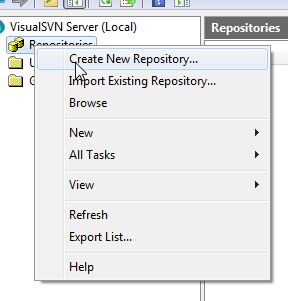 VisualSVN Server (Local)
Repositories
Repositories
Create New Repository...
Import Existing Repository...
Browse
New
All Tasks
View
Refresh
Export List...
Help
U